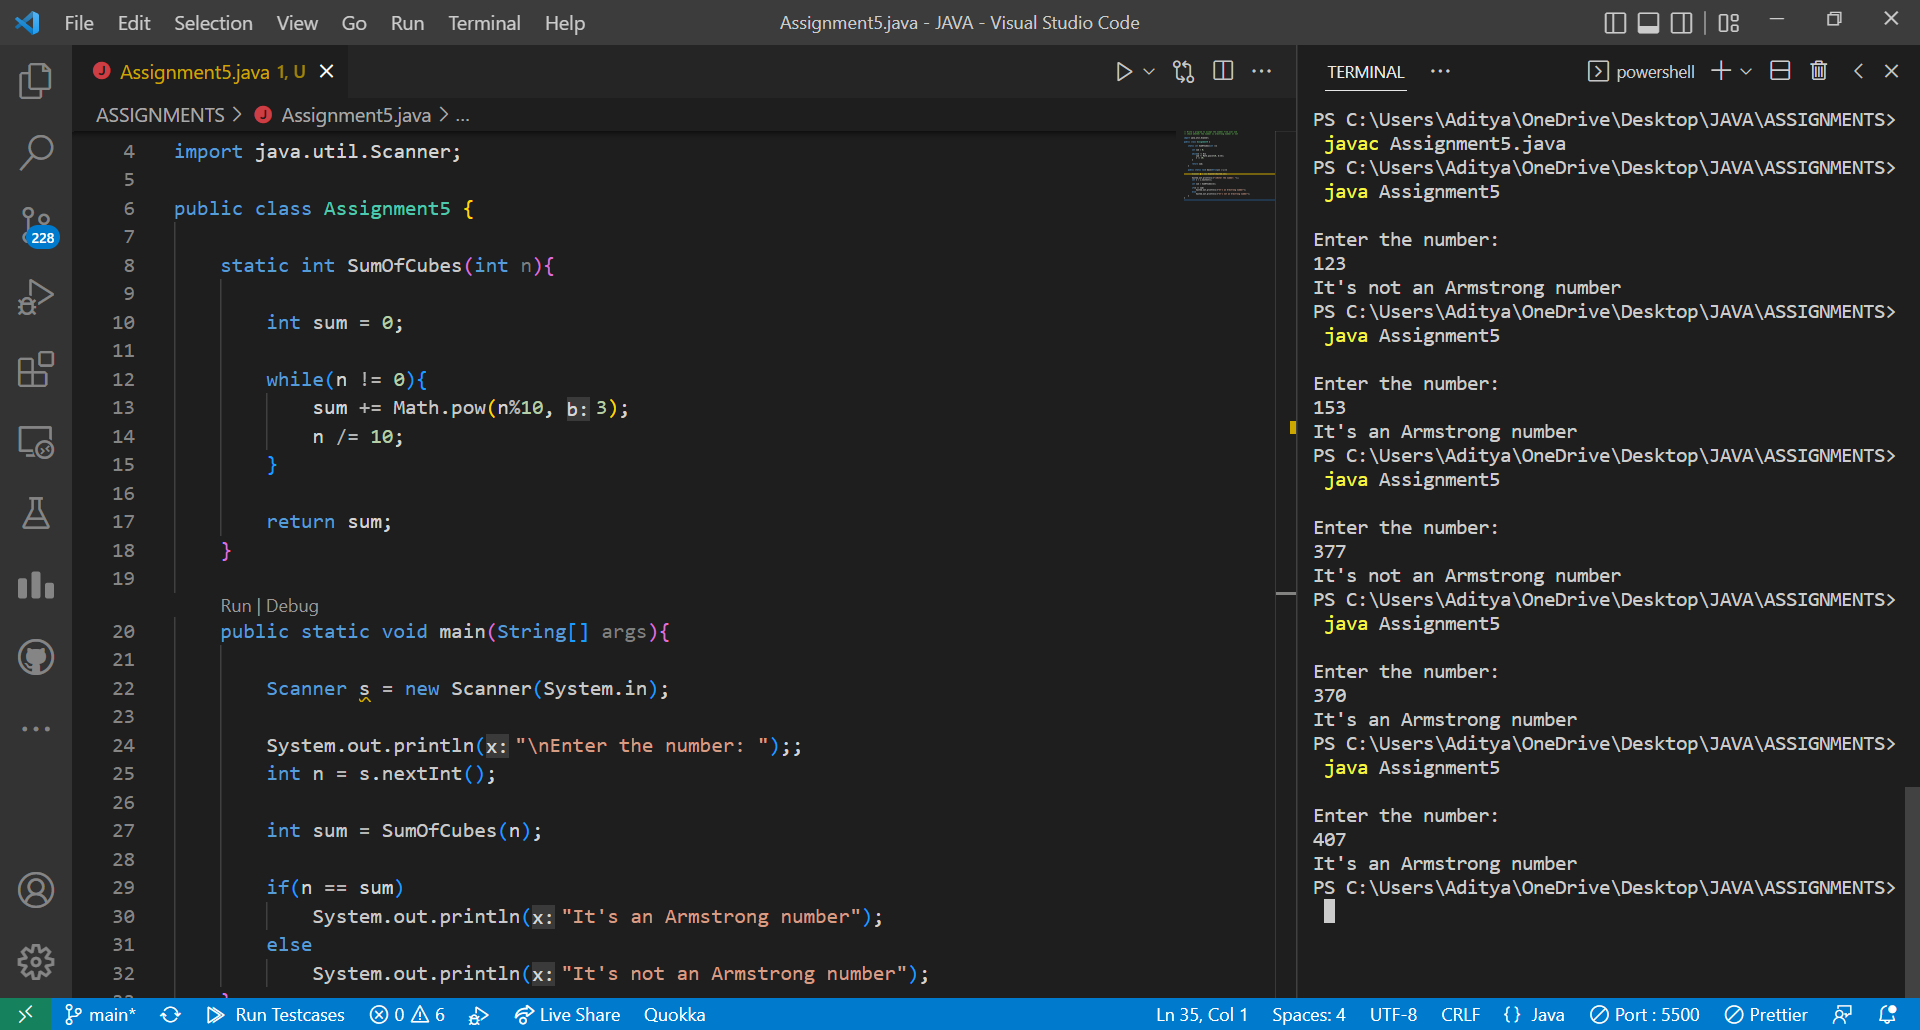 File Edit Selection View Go Run Terminal Help
Assignment5.java - JAVA - Visual Studio Code
Assignment5.java 1, U
ASSIGNMENTS > Assignment5.java > ...
228
4 import java.util.Scanner;
5
6 public class Assignment5 {
7
8 static int SumOfCubes(int n){
9
10 int sum = 0;
11
12 while(n != 0){
13 sum += Math.pow(n%10, b: 3);
14 n /= 10;
15 }
16
17 return sum;
18 }
19
Run | Debug
20 public static void main(String[] args){
21
22 Scanner s = new Scanner(System.in);
23
24 System.out.println(x: "\nEnter the number: ");;
25 int n = s.nextInt();
26
27 int sum = SumOfCubes(n);
28
29 if(n == sum)
30 System.out.println(x: "It's an Armstrong number");
31 else
32 System.out.println(x: "It's not an Armstrong number");
TERMINAL
powershell
PS C:\Users\Aditya\OneDrive\Desktop\JAVA\ASSIGNMENTS>
javac Assignment5.java
PS C:\Users\Aditya\OneDrive\Desktop\JAVA\ASSIGNMENTS>
java Assignment5
Enter the number:
123
It's not an Armstrong number
PS C:\Users\Aditya\OneDrive\Desktop\JAVA\ASSIGNMENTS>
java Assignment5
Enter the number:
153
It's an Armstrong number
PS C:\Users\Aditya\OneDrive\Desktop\JAVA\ASSIGNMENTS>
java Assignment5
Enter the number:
377
It's not an Armstrong number
PS C:\Users\Aditya\OneDrive\Desktop\JAVA\ASSIGNMENTS>
java Assignment5
Enter the number:
370
It's an Armstrong number
PS C:\Users\Aditya\OneDrive\Desktop\JAVA\ASSIGNMENTS>
java Assignment5
Enter the number:
407
It's an Armstrong number
PS C:\Users\Aditya\OneDrive\Desktop\JAVA\ASSIGNMENTS>
main* Run Testcases 0 6 Live Share Quokka Ln 35, Col 1 Spaces: 4 UTF-8 CRLF {} Java Port : 5500 Prettier